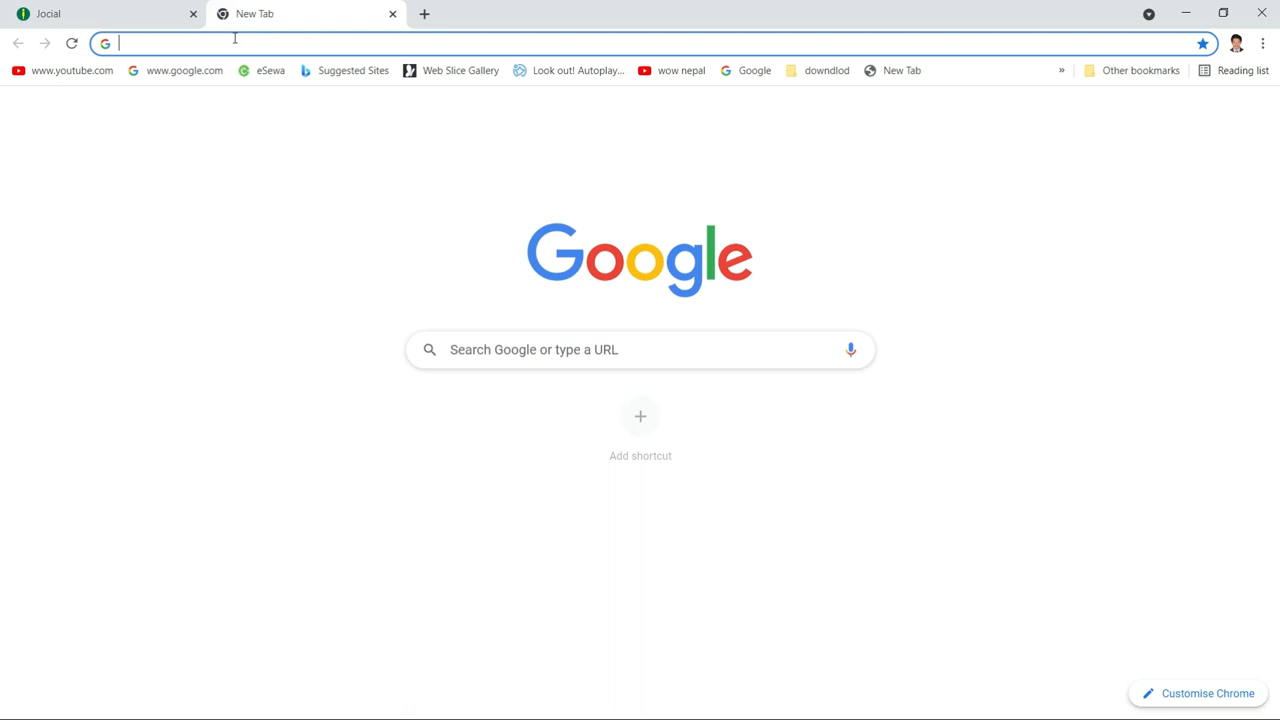 Jocial
New Tab
www.youtube.com
www.google.com
eSewa
Suggested Sites
Web Slice Gallery
Look out! Autoplay...
wow nepal
Google
downdlod
New Tab
»
Other bookmarks
Reading list
Google
Search Google or type a URL
Add shortcut
Customise Chrome